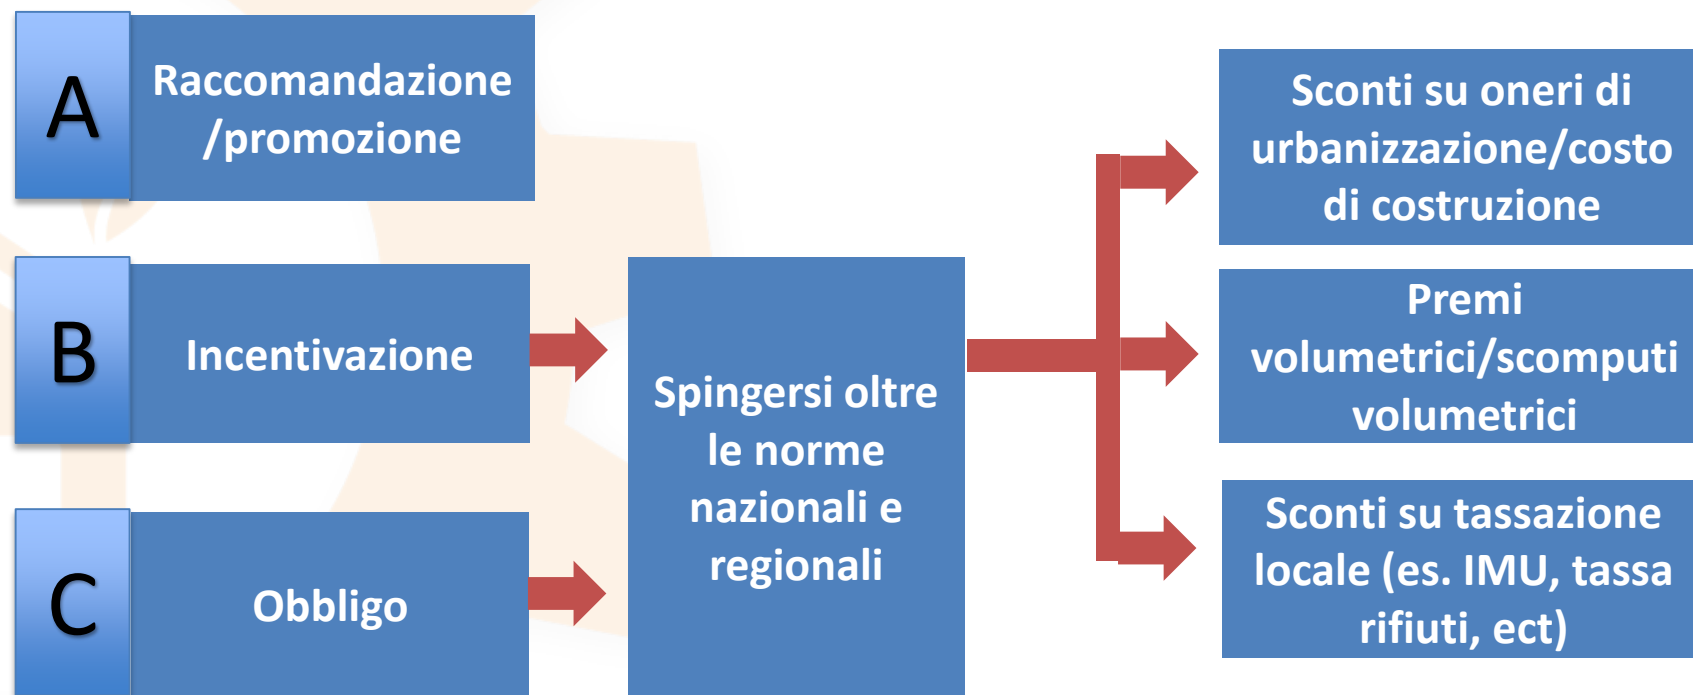 A
Raccomandazione
/promozione
B
Incentivazione
C
Obbligo
Spingersi oltre
le norme
nazionali e
regionali
Sconti su oneri di
urbanizzazione/costo
di costruzione
Premi
volumetrici/scomputi
volumetrici
Sconti su tassazione
locale (es. IMU, tassa
rifiuti, ect)